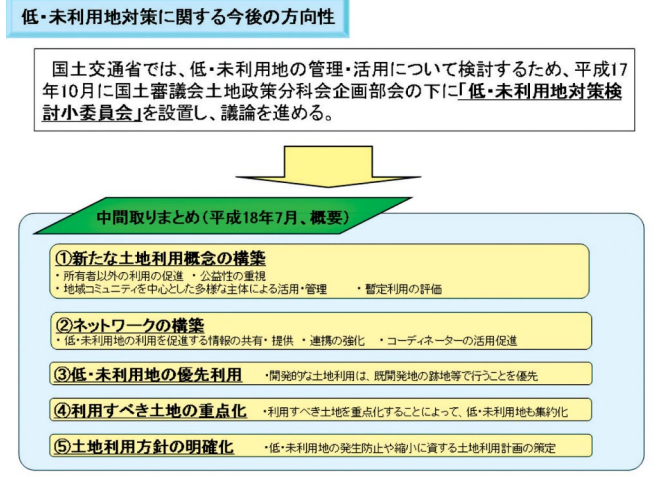 低・未利用地対策に関する今後の方向性
国土交通省では、低・未利用地の管理・活用について検討するため、平成17
年10月に国土審議会土地政策分科会企画部会の下に「低・未利用地対策検
討小委員会」を設置し、議論を進める。
中間取りまとめ（平成18年7月、概要）
①新たな土地利用概念の構築
・所有者以外の利用の促進 ・公益性の重視
・地域コミュニティを中心とした多様な主体による活用・管理 ・暫定利用の評価
②ネットワークの構築
・低・未利用地の利用を促進する情報の共有・提供 ・連携の強化 ・コーディネーターの活用促進
③低・未利用地の優先利用 ・開発的な土地利用は、既開発地の跡地等で行うことを優先
④利用すべき土地の重点化 ・利用すべき土地を重点化することによって、低・未利用地も集約化
⑤土地利用方針の明確化 ・低・未利用地の発生防止や縮小に資する土地利用計画の策定